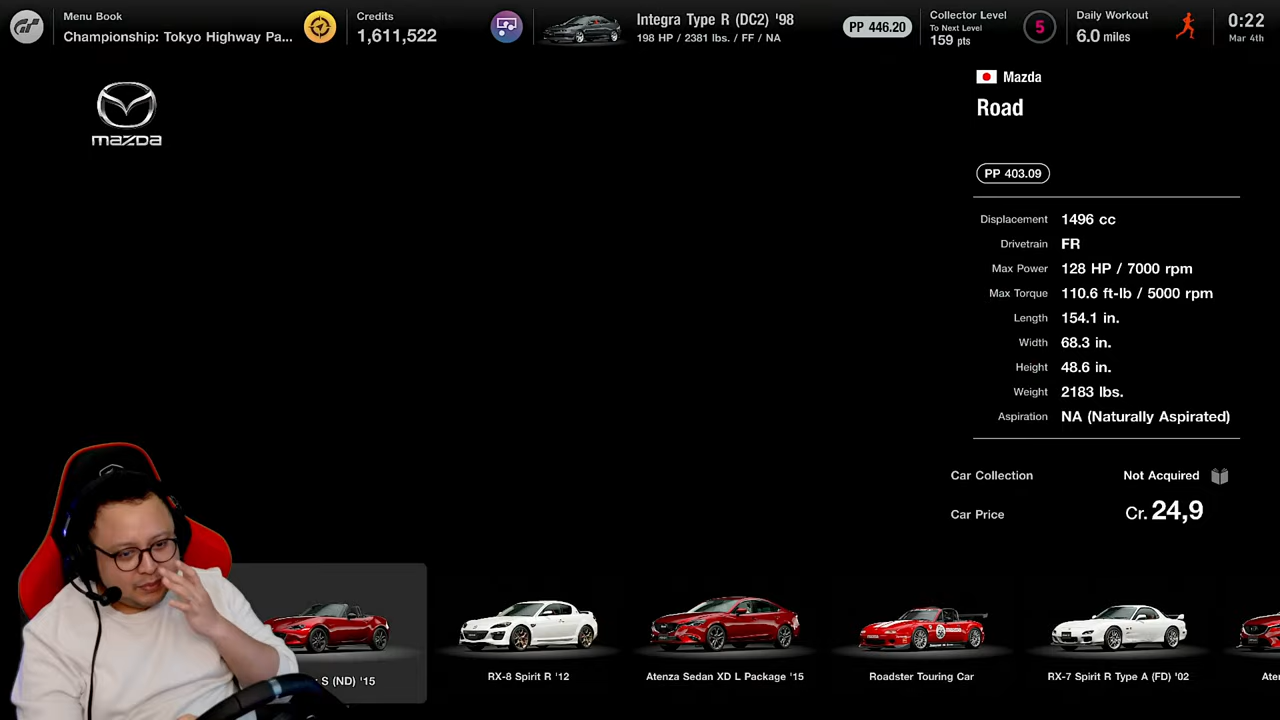 Menu Book
Championship: Tokyo Highway Pa...
Credits
1,611,522
Integra Type R (DC2) '98
198 HP / 2381 lbs. / FF / NA
PP 446.20
Collector Level
To Next Level
159 pts
5
Daily Workout
6.0 miles
0:22
Mar 4th
mazda
Mazda
Road
PP 403.09
Displacement 1496 cc
Drivetrain FR
Max Power 128 HP / 7000 rpm
Max Torque 110.6 ft-lb / 5000 rpm
Length 154.1 in.
Width 68.3 in.
Height 48.6 in.
Weight 2183 lbs.
Aspiration NA (Naturally Aspirated)
Car Collection Not Acquired
Car Price Cr. 24,9
S (ND) '15
RX-8 Spirit R '12
Atenza Sedan XD L Package '15
Roadster Touring Car
RX-7 Spirit R Type A (FD) '02
Ate